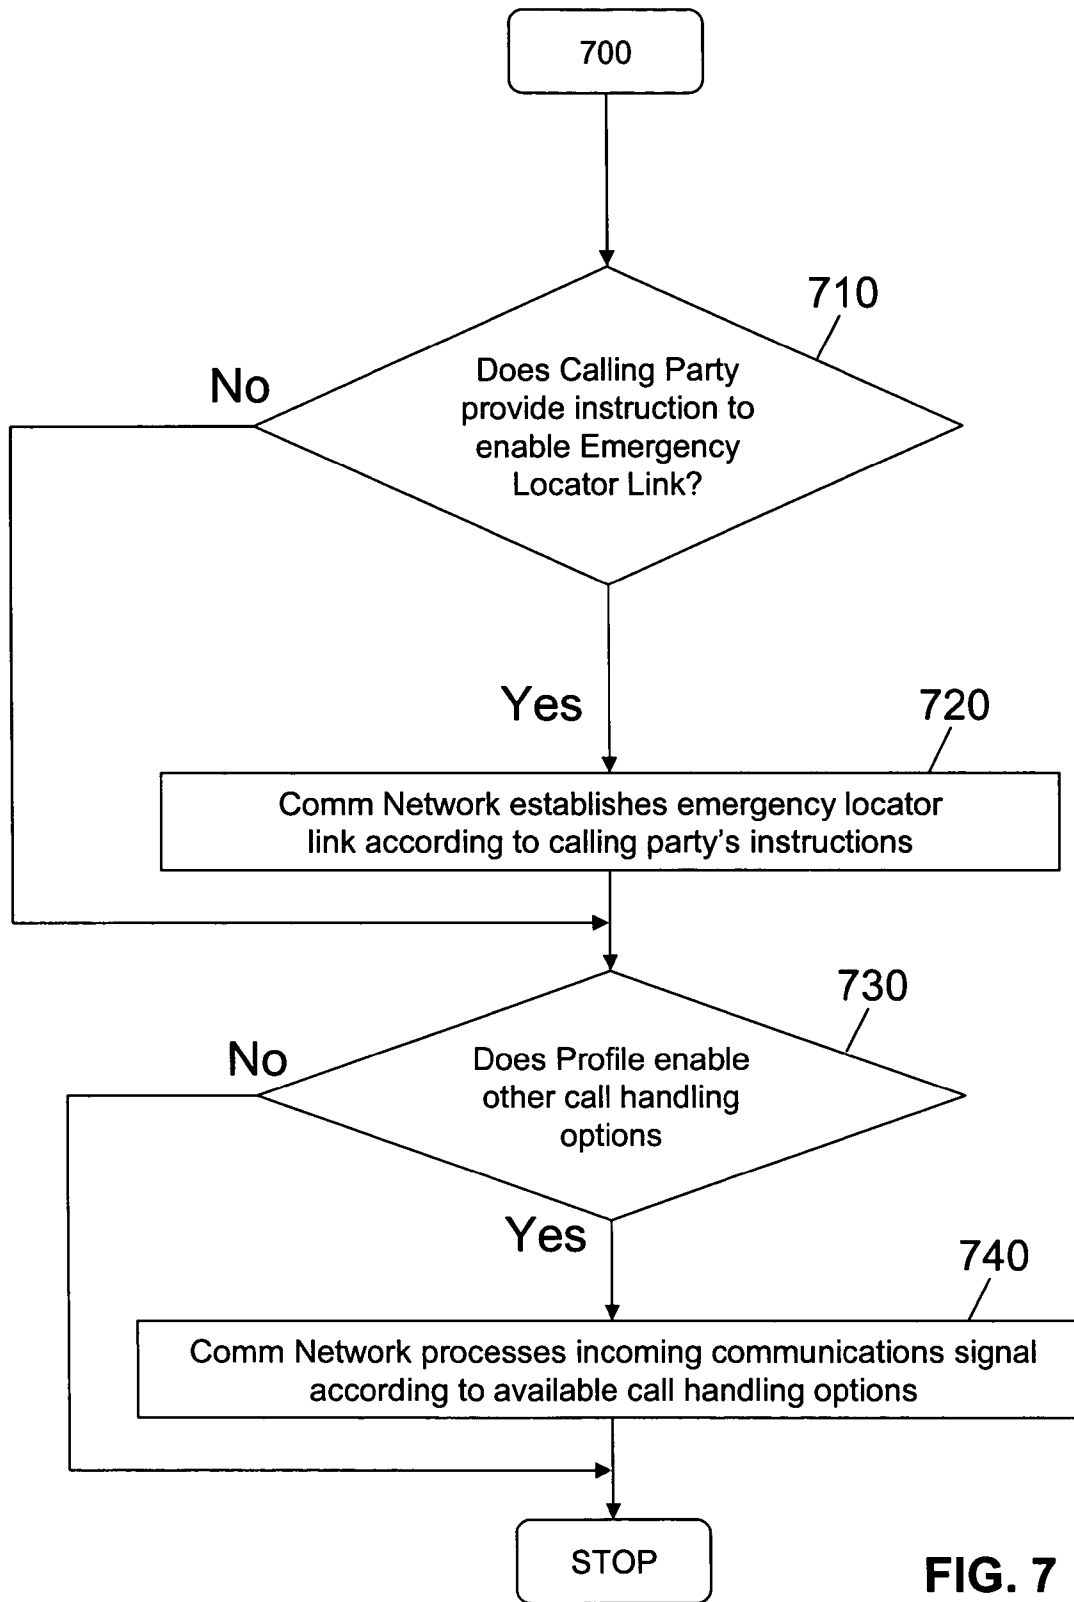 700
710
Does Calling Party
provide instruction to
enable Emergency
Locator Link?
No
Yes
720
Comm Network establishes emergency locator
link according to calling party's instructions
730
Does Profile enable
other call handling
options
No
Yes
740
Comm Network processes incoming communications signal
according to available call handling options
STOP
FIG. 7